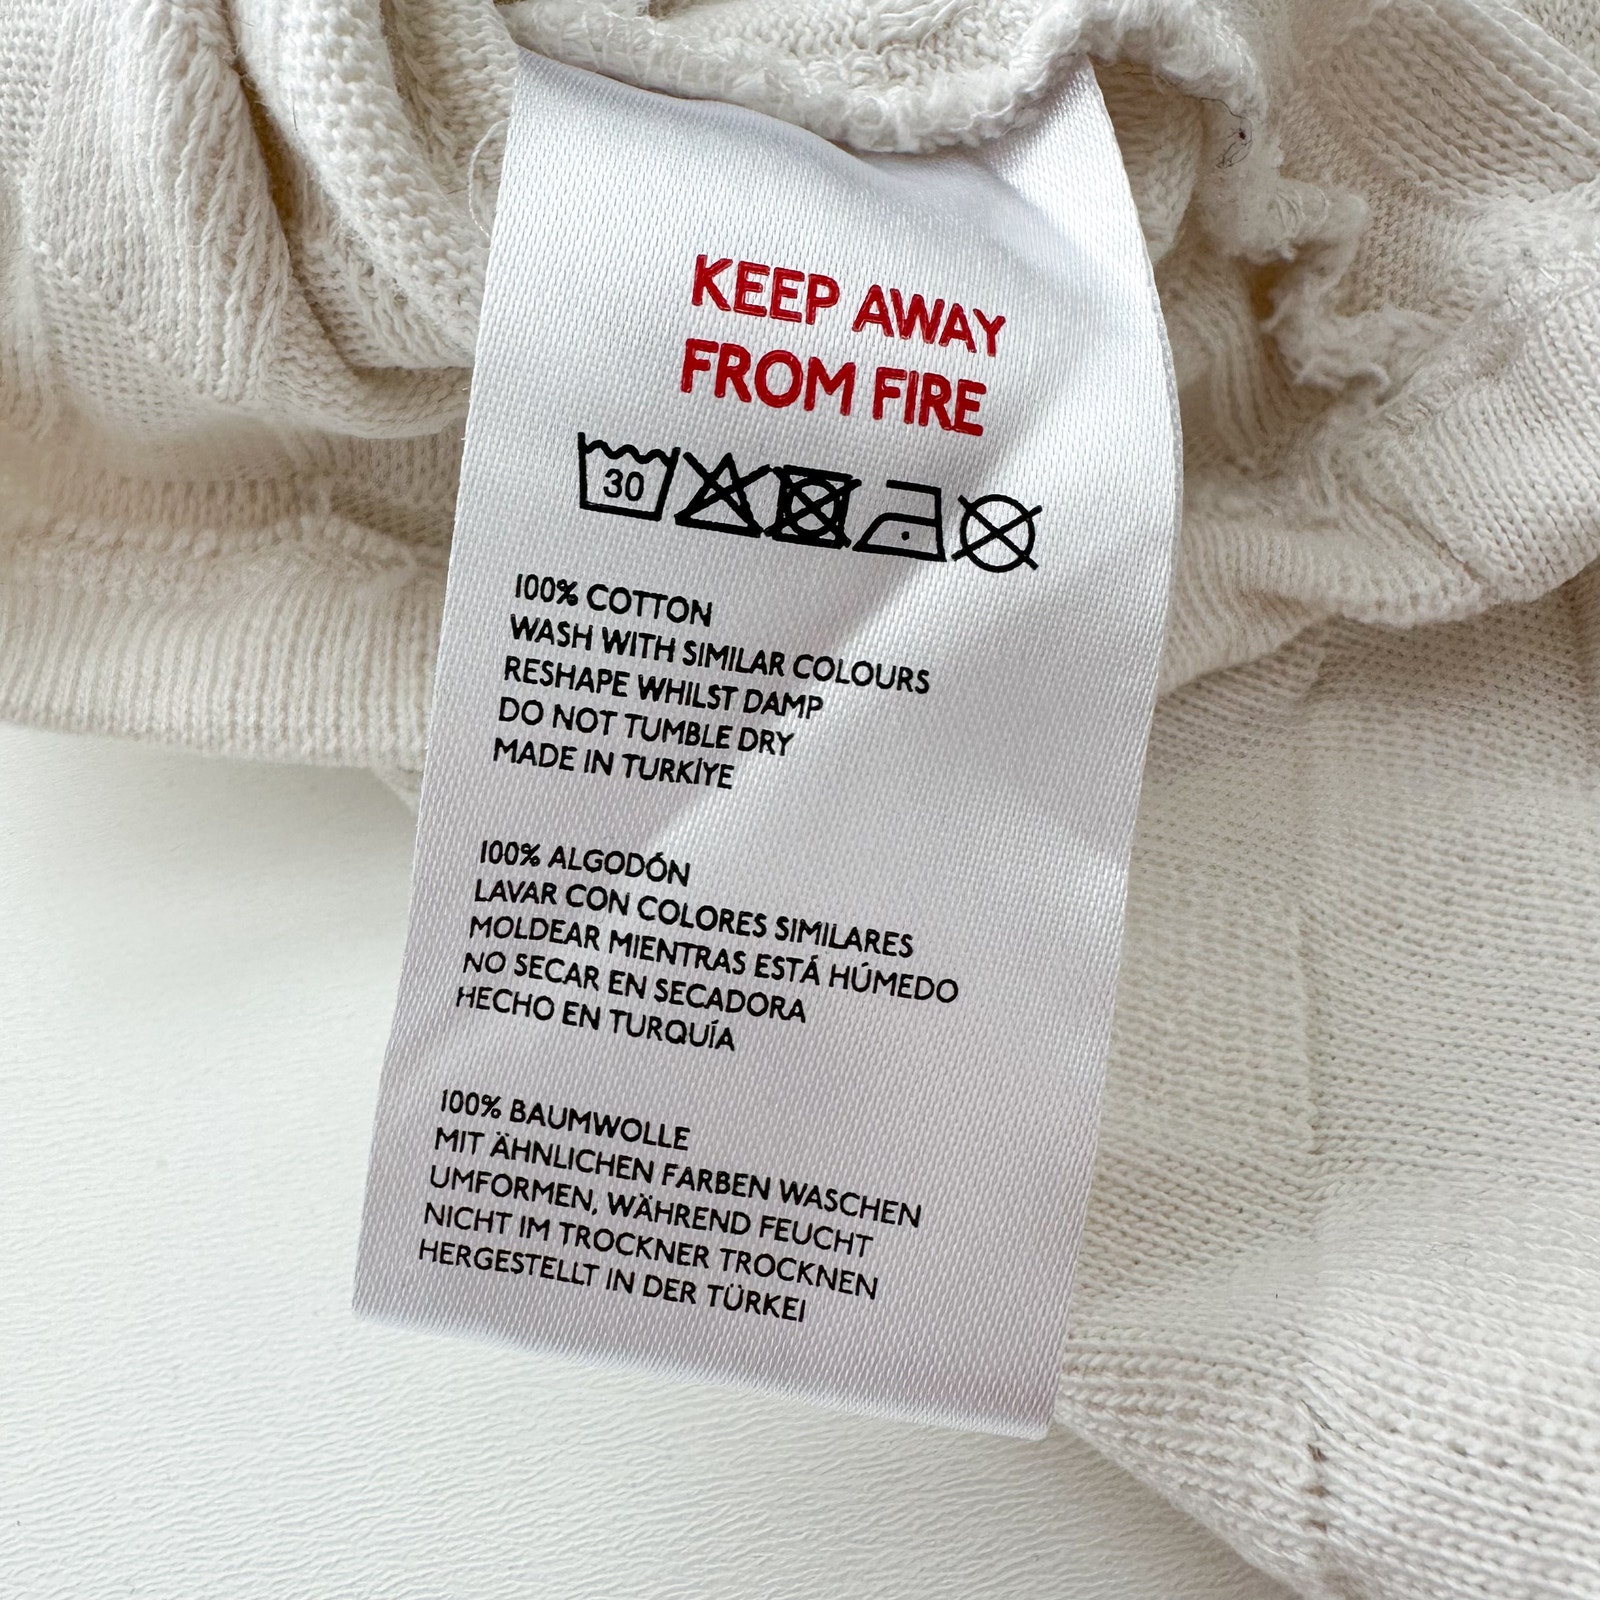 KEEP AWAY
FROM FIRE
30
100% COTTON
WASH WITH SIMILAR COLOURS
RESHAPE WHILST DAMP
DO NOT TUMBLE DRY
MADE IN TURKİYE
100% ALGODÓN
LAVAR CON COLORES SIMILARES
MOLDEAR MIENTRAS ESTÁ HÚMEDO
NO SECAR EN SECADORA
HECHO EN TURQUÍA
100% BAUMWOLLE
MIT ÄHNLICHEN FARBEN WASCHEN
UMFORMEN, WÄHREND FEUCHT
NICHT IM TROCKNER TROCKNEN
HERGESTELLT IN DER TÜRKEI